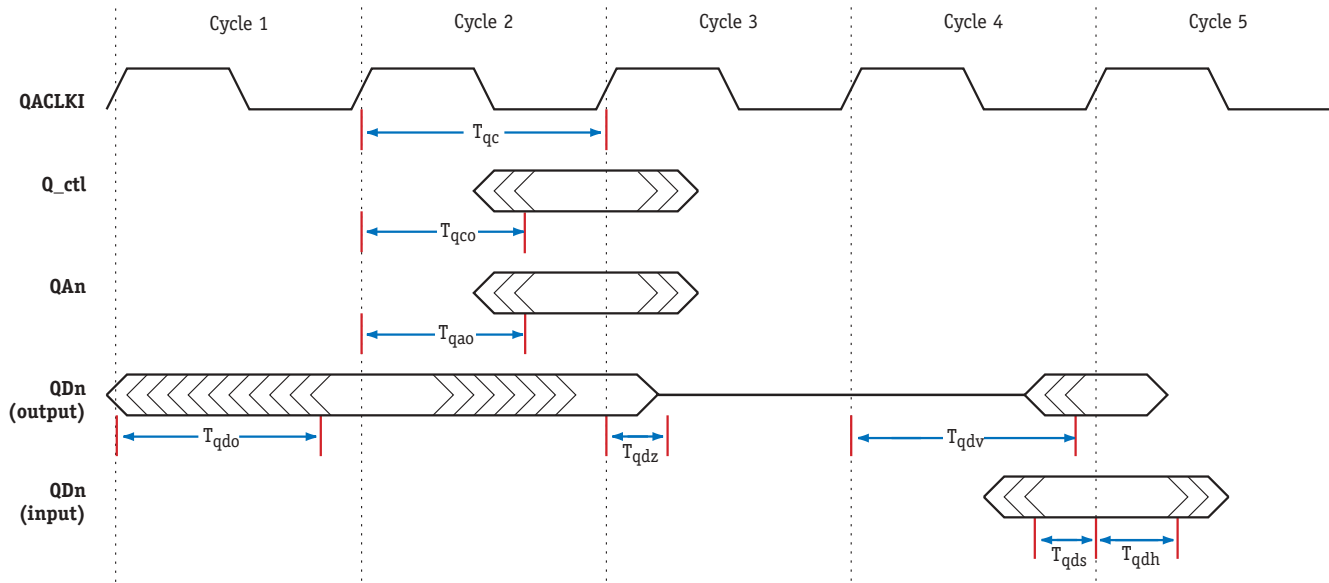 Cycle 1
Cycle 2
Cycle 3
Cycle 4
Cycle 5
QACLKI
Tqc
Q_ctl
Tqco
QAn
Tqao
QDn
(output)
Tqdo
Tqdz
Tqdv
QDn
(input)
Tqds
Tqdh